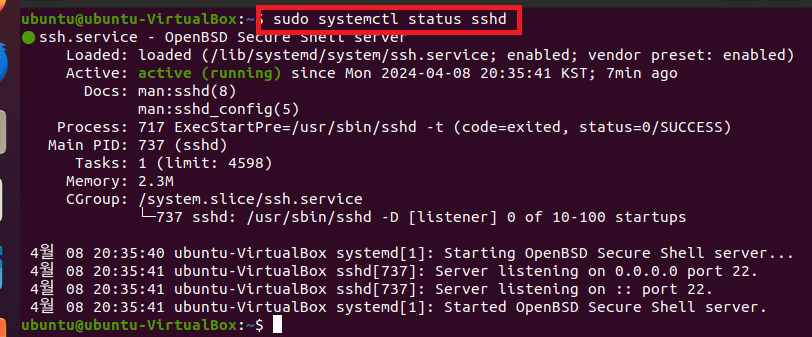 ubuntu@ubuntu-VirtualBox:~$ sudo systemctl status sshd
ssh.service - OpenBSD Secure Shell server
Loaded: loaded (/lib/systemd/system/ssh.service; enabled; vendor preset: enabled)
Active: active (running) since Mon 2024-04-08 20:35:41 KST; 7min ago
Docs: man:sshd(8)
man:sshd_config(5)
Process: 717 ExecStartPre=/usr/sbin/sshd -t (code=exited, status=0/SUCCESS)
Main PID: 737 (sshd)
Tasks: 1 (limit: 4598)
Memory: 2.3M
CGroup: /system.slice/ssh.service
└─737 sshd: /usr/sbin/sshd -D [listener] 0 of 10-100 startups
4월 08 20:35:40 ubuntu-VirtualBox systemd[1]: Starting OpenBSD Secure Shell server...
4월 08 20:35:41 ubuntu-VirtualBox sshd[737]: Server listening on 0.0.0.0 port 22.
4월 08 20:35:41 ubuntu-VirtualBox sshd[737]: Server listening on :: port 22.
4월 08 20:35:41 ubuntu-VirtualBox systemd[1]: Started OpenBSD Secure Shell server.
ubuntu@ubuntu-VirtualBox:~$